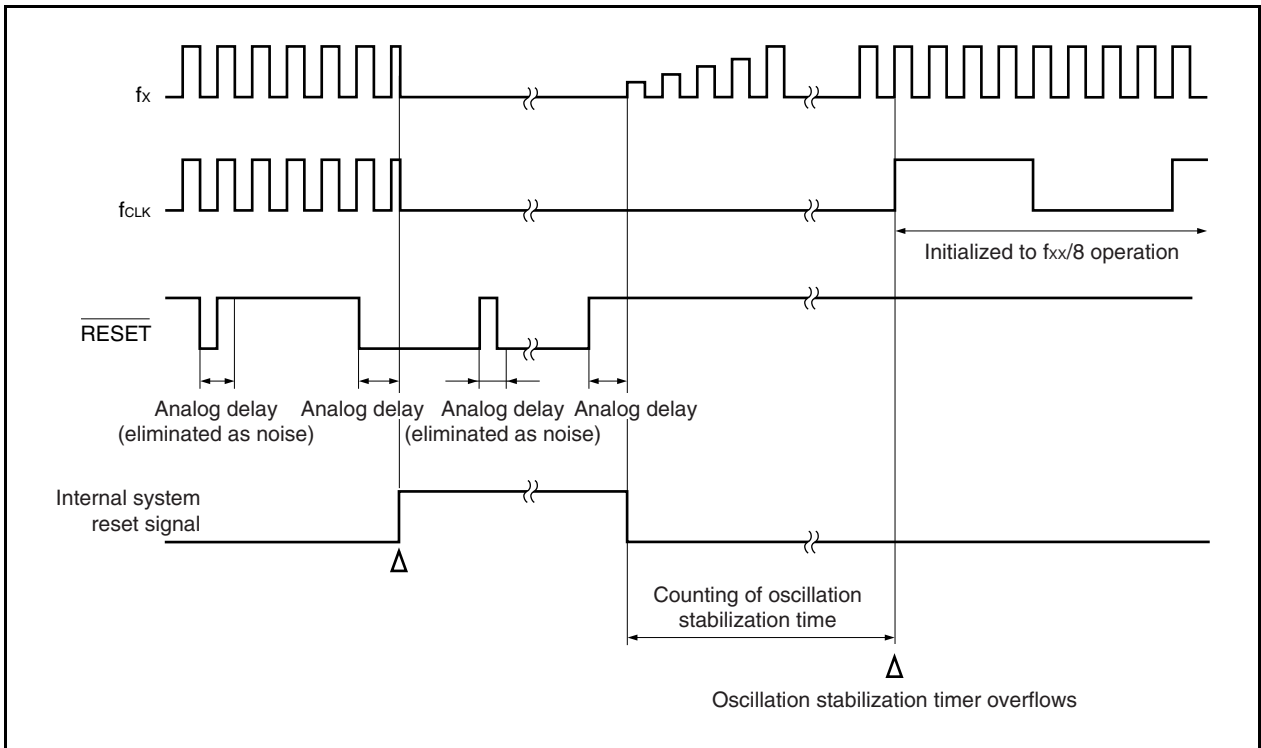 fX
fCLK
Initialized to fXX/8 operation
RESET
Analog delay
(eliminated as noise)
Analog delay
Analog delay
(eliminated as noise)
Analog delay
Internal system
reset signal
Counting of oscillation
stabilization time
Oscillation stabilization timer overflows